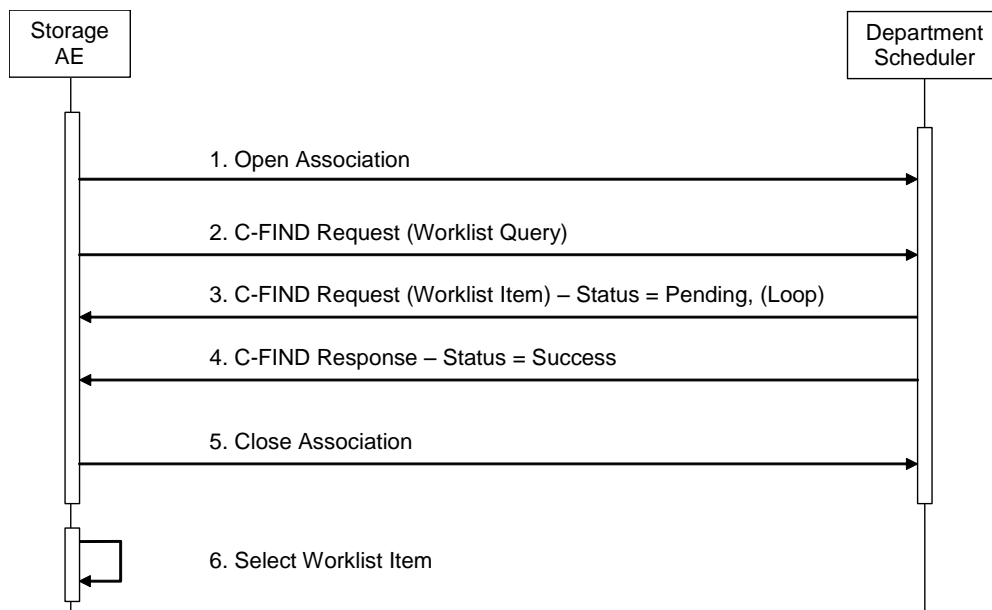 Storage
AE
Department
Scheduler
1. Open Association
2. C-FIND Request (Worklist Query)
3. C-FIND Request (Worklist Item) – Status = Pending, (Loop)
4. C-FIND Response – Status = Success
5. Close Association
6. Select Worklist Item